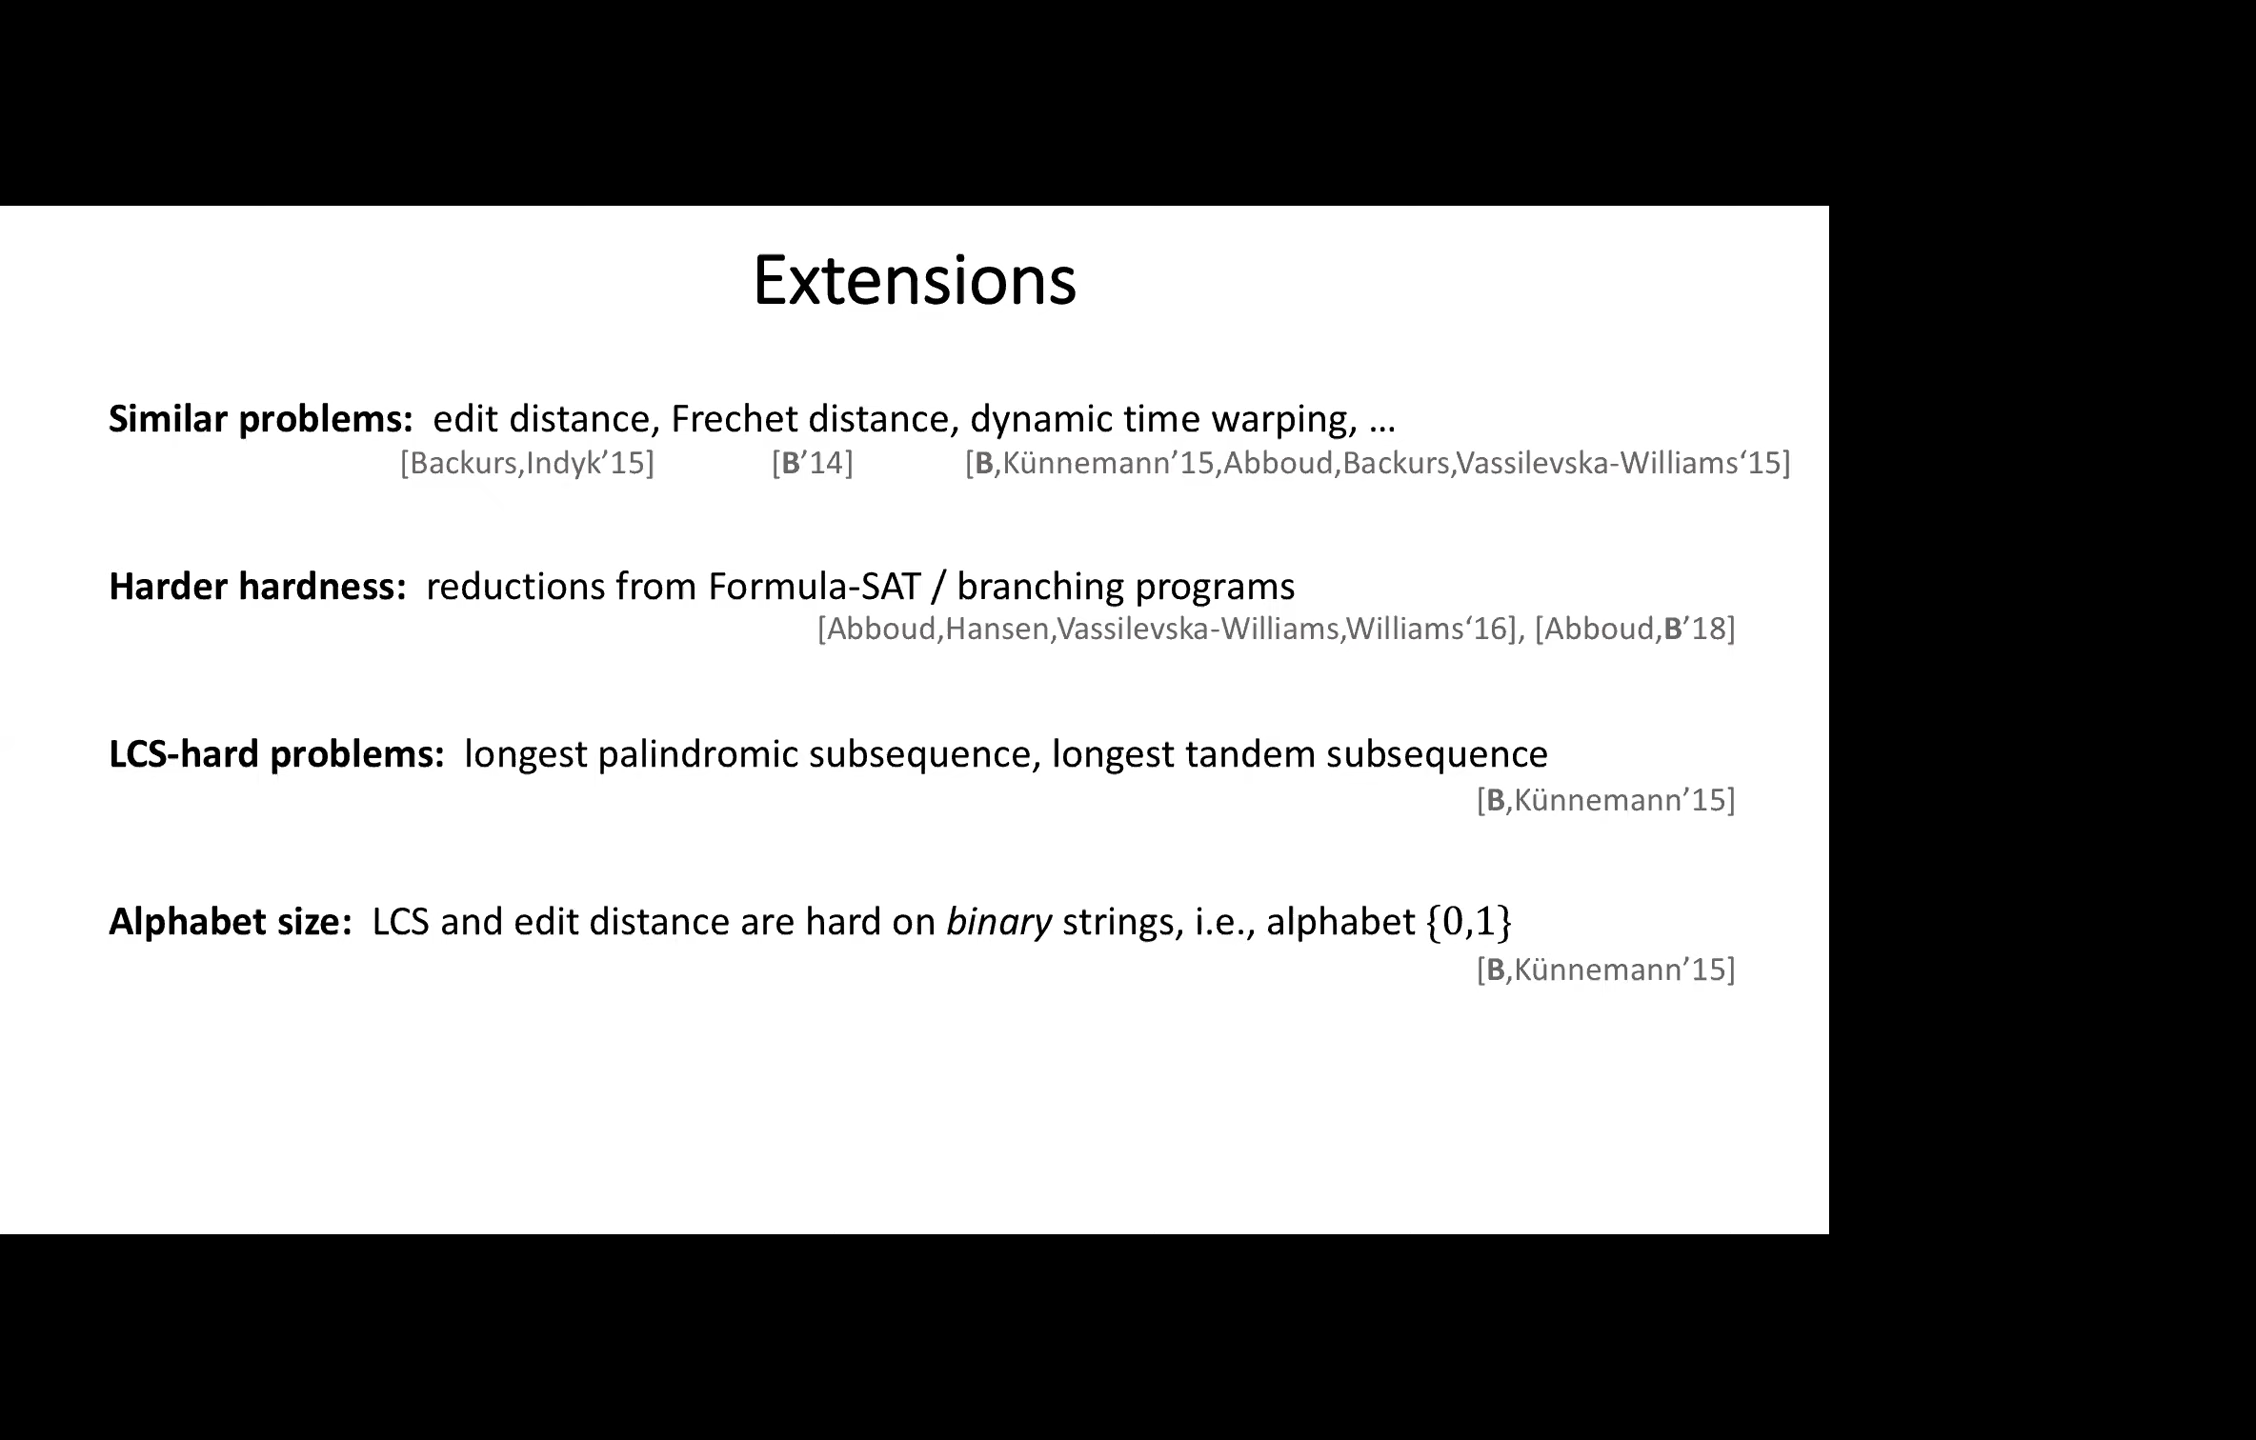 Extensions
Similar problems: edit distance, Frechet distance, dynamic time warping, ...
[Backurs,Indyk’15] [B’14] [B,Künnemann’15,Abboud,Backurs,Vassilevska-Williams‘15]
Harder hardness: reductions from Formula-SAT / branching programs
[Abboud,Hansen,Vassilevska-Williams,Williams‘16], [Abboud,B’18]
LCS-hard problems: longest palindromic subsequence, longest tandem subsequence
[B,Künnemann’15]
Alphabet size: LCS and edit distance are hard on binary strings, i.e., alphabet {0,1}
[B,Künnemann’15]